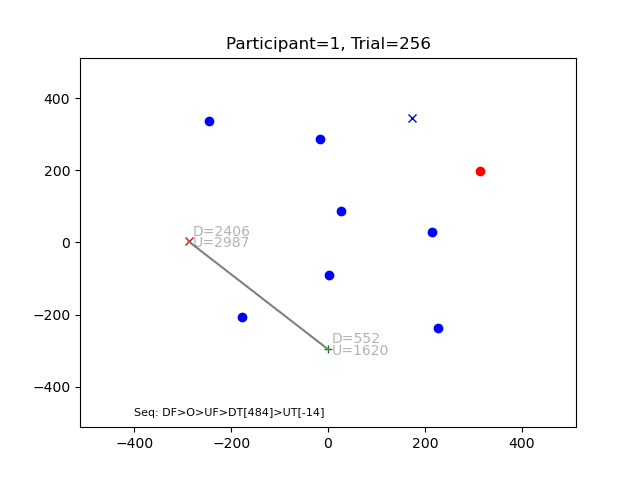 Participant=1, Trial=256
400
200
0
−200
−400
D=2406
U=2987
D=552
U=1620
Seq: DF>O>UF>DT[484]>UT[-14]
−400 −200 0 200 400